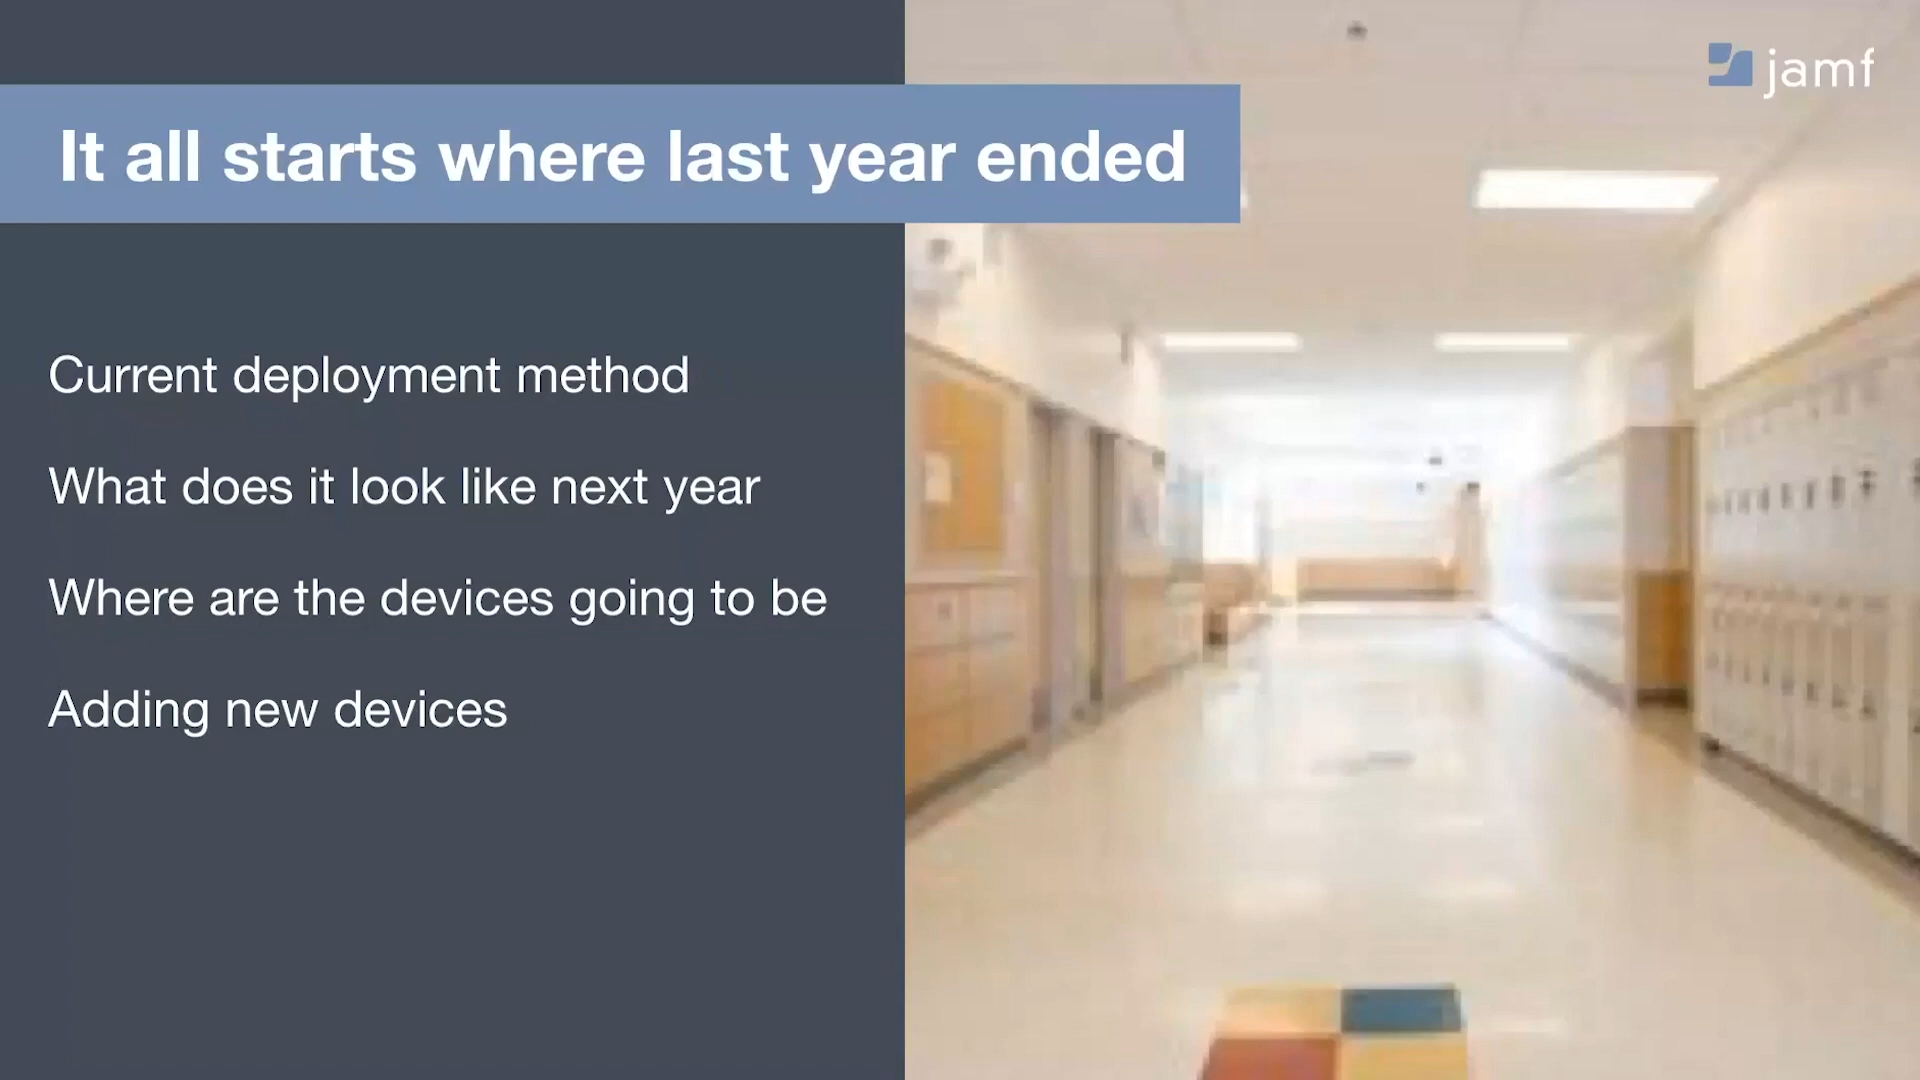 jamf
It all starts where last year ended
Current deployment method
What does it look like next year
Where are the devices going to be
Adding new devices